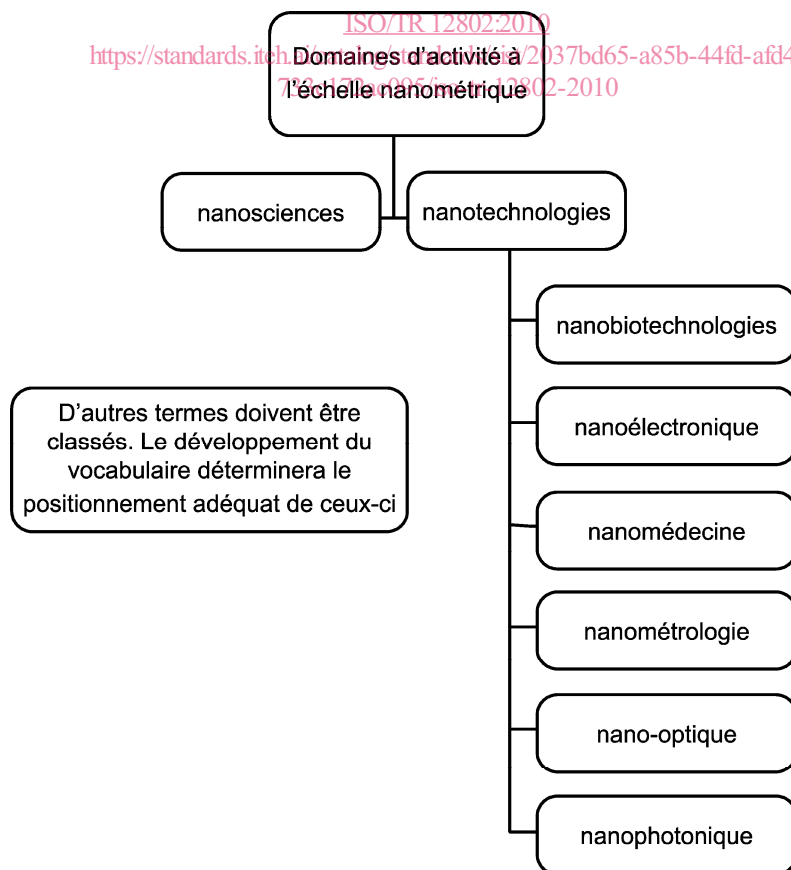 ISO/TR 12802:2010
Domaines d'activité à
l'échelle nanométrique
nanosciences
nanotechnologies
nanobiotechnologies
nanoélectronique
D'autres termes doivent être
classés. Le développement du
vocabulaire déterminera le
positionnement adéquat de ceux-ci
nanomédecine
nanométrologie
nano-optique
nanophotonique